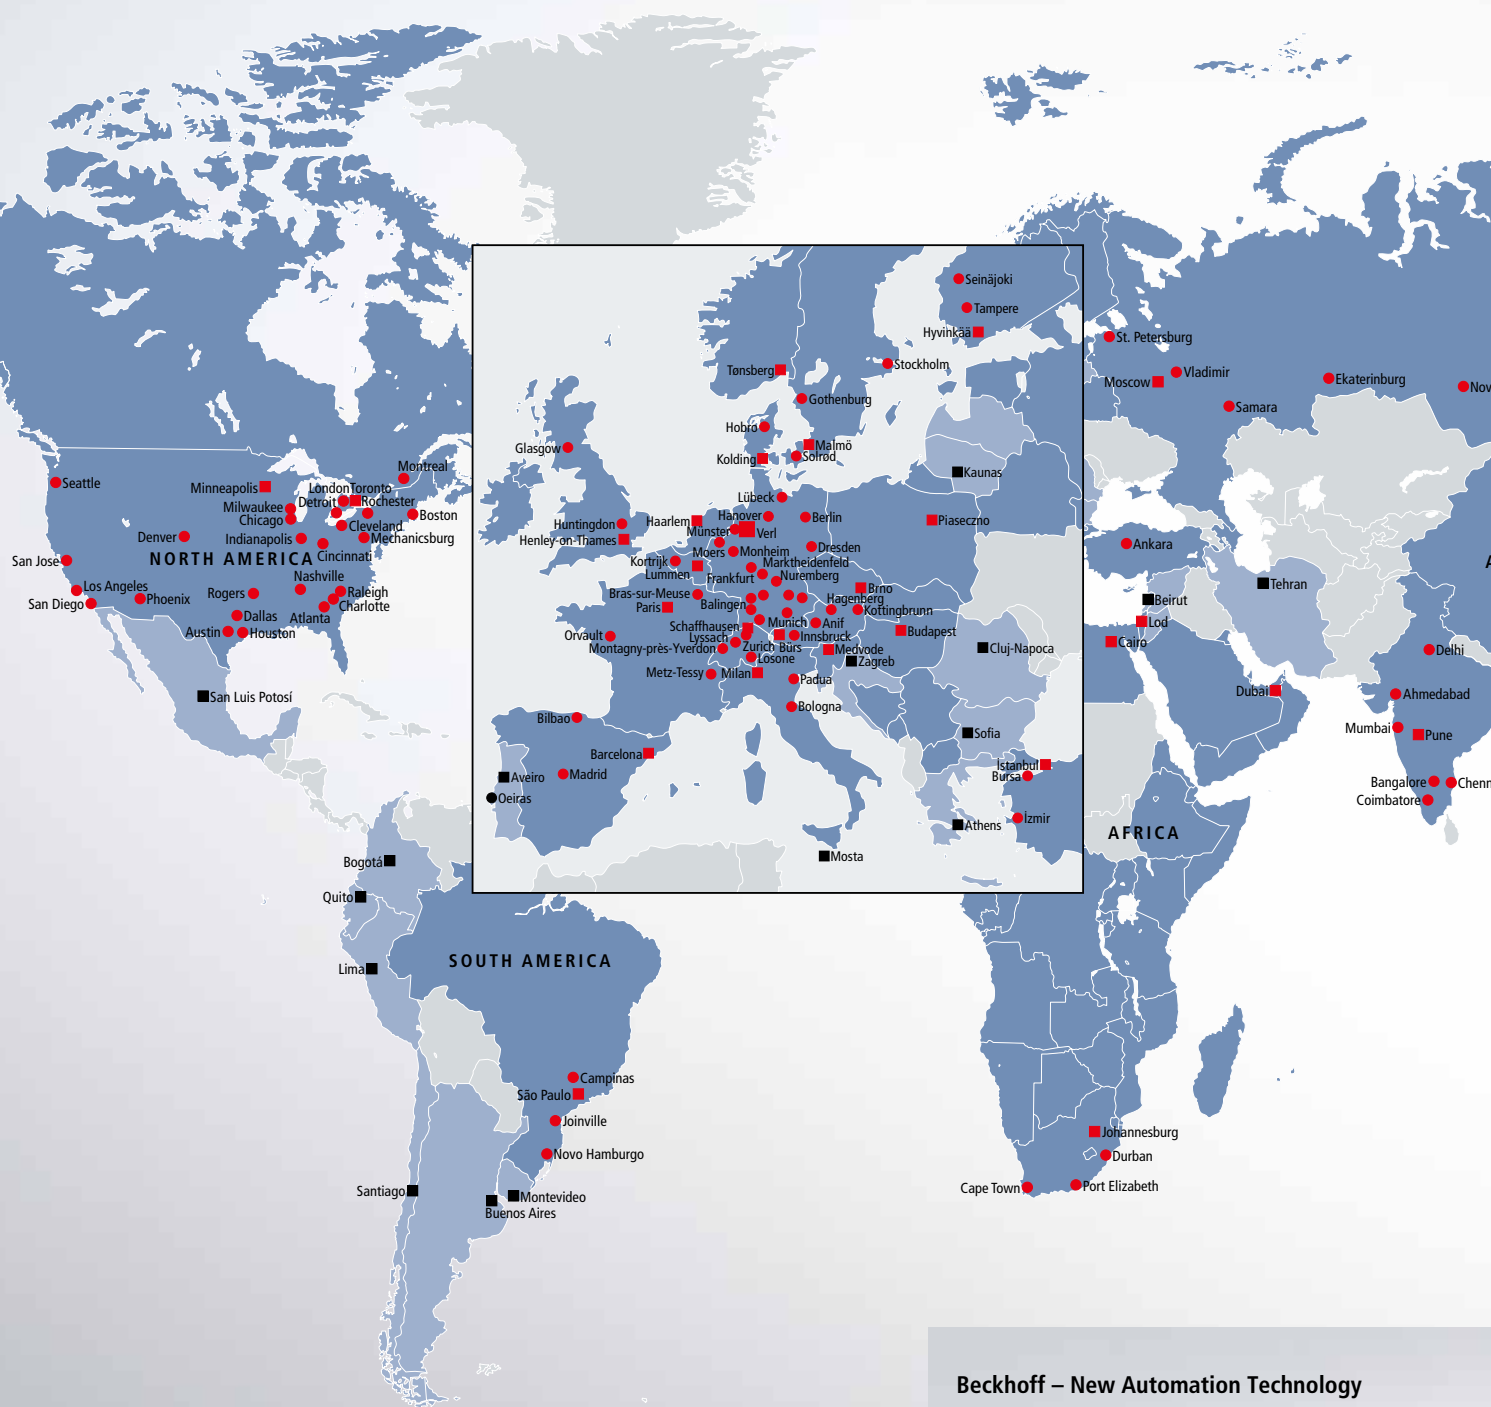 Seinäjoki
Tampere
Hyvinkää
St. Petersburg
Tønsberg
Stockholm
Vladimir
Moscow
Ekaterinburg
Nov
Gothenburg
Samara
Hobro
Glasgow
Malmö
Solrød
Kolding
Kaunas
Montreal
Seattle
Minneapolis
London
Toronto
Detroit
Rochester
Milwaukee
Chicago
Boston
Cleveland
Denver
Indianapolis
Mechanicsburg
Cincinnati
NORTH AMERICA
San Jose
Los Angeles
Nashville
Raleigh
Phoenix
Rogers
Charlotte
San Diego
Dallas
Atlanta
Austin
Houston
Lübeck
Hanover
Berlin
Haarlem
Münster
Verl
Piaseczno
Huntingdon
Henley-on-Thames
Moers
Monheim
Dresden
Kortrijk
Marktheidenfeld
Lummen
Frankfurt
Nuremberg
Bras-sur-Meuse
Brno
Paris
Balingen
Hagenberg
Kottingbrunn
Schaffhausen
Munich
Anif
Budapest
Orvault
Lyssach
Innsbruck
Montagny-près-Yverdon
Zurich
Bürs
Medvode
Cluj-Napoca
Losone
Zagreb
Metz-Tessy
Milan
Padua
Bologna
Bilbao
Sofia
Barcelona
İstanbul
Bursa
Aveiro
Madrid
Oeiras
İzmir
Athens
Mosta
Ankara
A
Tehran
Beirut
Lod
Cairo
Delhi
Dubai
Ahmedabad
Mumbai
Pune
Bangalore
Chenn
Coimbatore
AFRICA
San Luis Potosí
Bogotá
Quito
SOUTH AMERICA
Lima
Campinas
São Paulo
Joinville
Johannesburg
Novo Hamburgo
Durban
Cape Town
Port Elizabeth
Santiago
Montevideo
Buenos Aires
Beckhoff – New Automation Technology